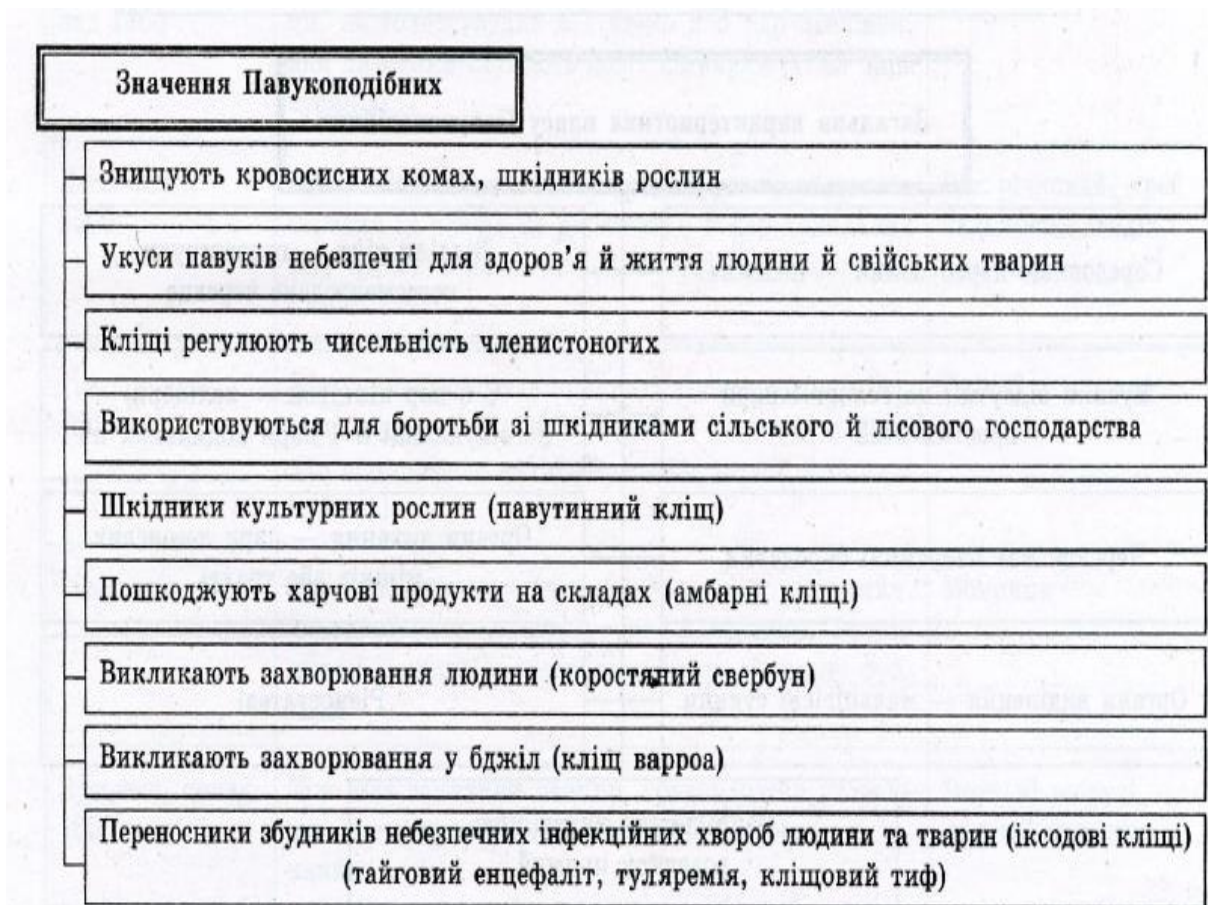 Значення Павукоподібних
Знищують кровосисних комах, шкідників рослин
Укуси павуків небезпечні для здоров'я й життя людини й свійських тварин
Кліщі регулюють чисельність членистоногих
Використовуються для боротьби зі шкідниками сільського й лісового господарства
Шкідники культурних рослин (павутинний кліщ)
Пошкоджують харчові продукти на складах (амбарні кліщі)
Викликають захворювання людини (коростяний свербун)
Викликають захворювання у бджіл (кліщ варроа)
Переносники збудників небезпечних інфекційних хвороб людини та тварин (іксодові кліщі)
(тайговий енцефаліт, туляремія, кліщовий тиф)